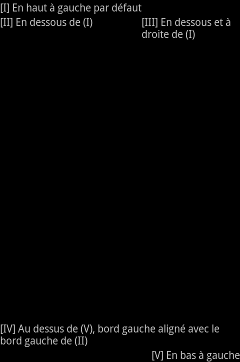 [I] En haut à gauche par défaut
[II] En dessous de (I)
[III] En dessous et à
droite de (I)
[IV] Au dessus de (V), bord gauche aligné avec le
bord gauche de (II)
[V] En bas à gauche